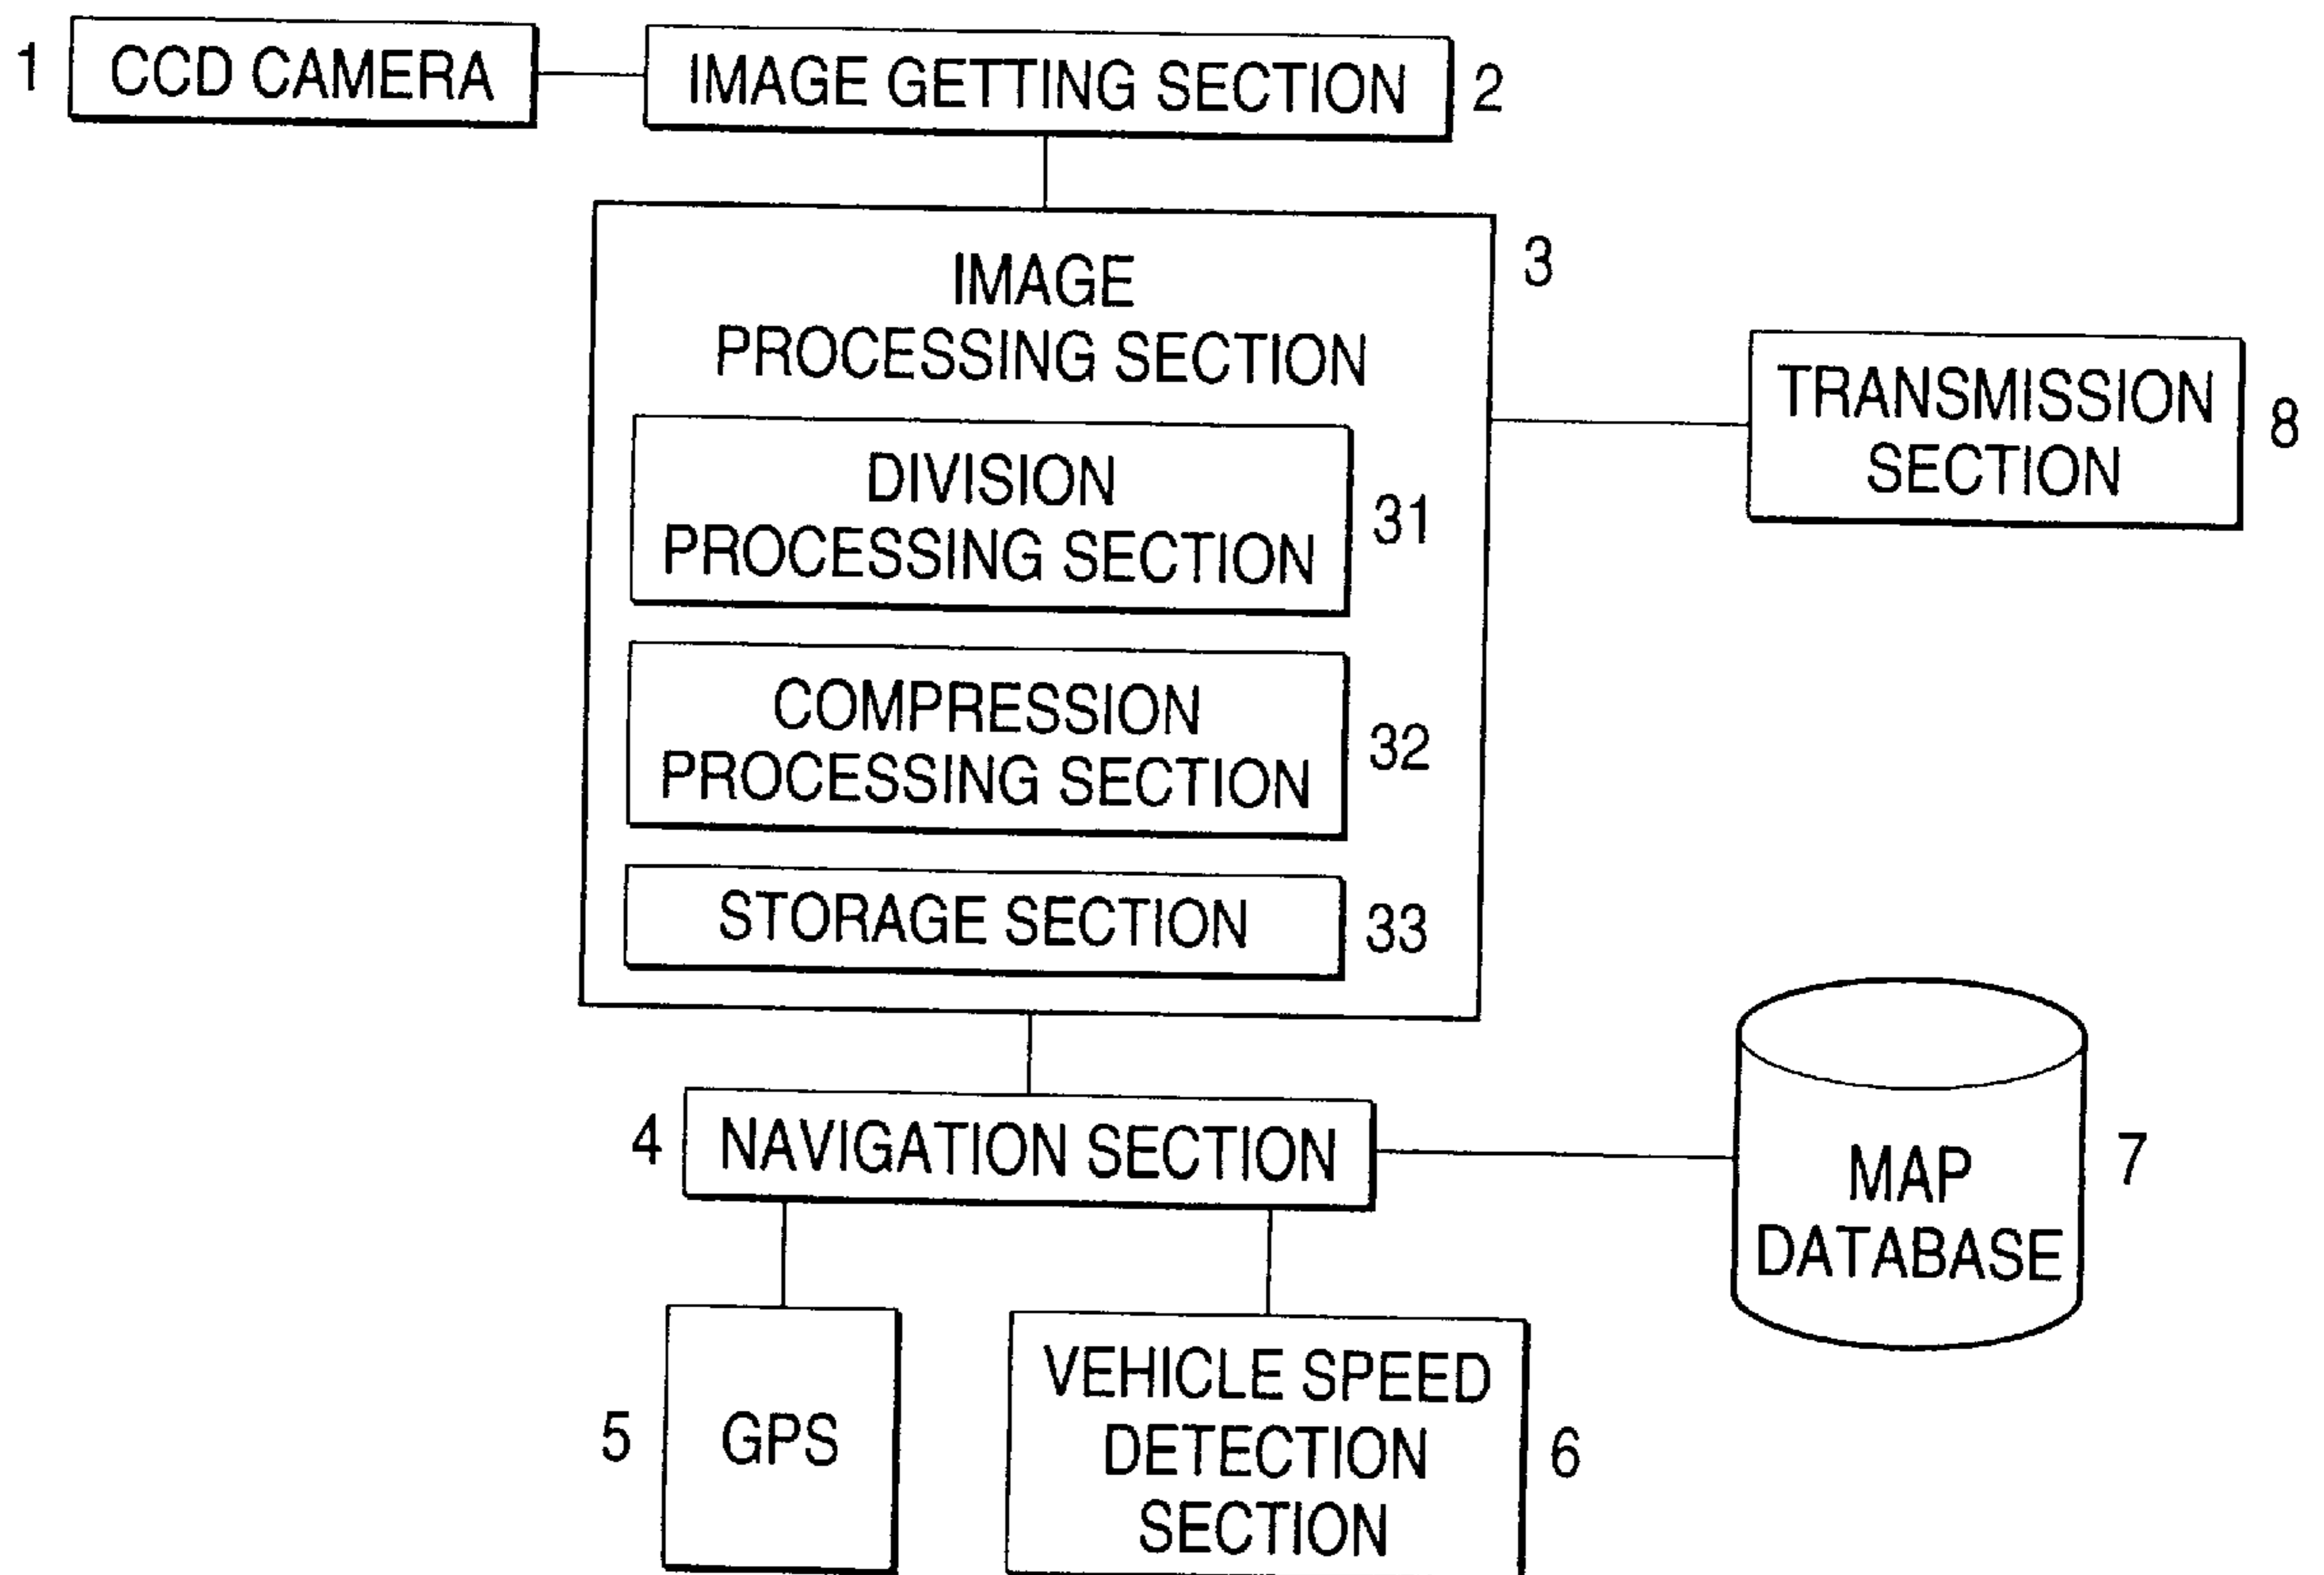 1
CCD CAMERA
IMAGE GETTING SECTION
2
IMAGE
PROCESSING SECTION
3
DIVISION
PROCESSING SECTION
31
COMPRESSION
PROCESSING SECTION
32
STORAGE SECTION
33
TRANSMISSION
SECTION
8
4
NAVIGATION SECTION
MAP
DATABASE
7
5
GPS
VEHICLE SPEED
DETECTION
SECTION
6